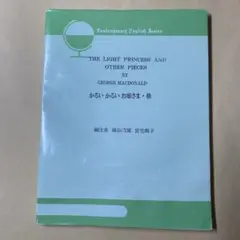 Contemporary English Series
THE LIGHT PRINCESS AND
OTHER PIECES
BY
GEORGE MACDONALD
かるい かるい お姫さま・他